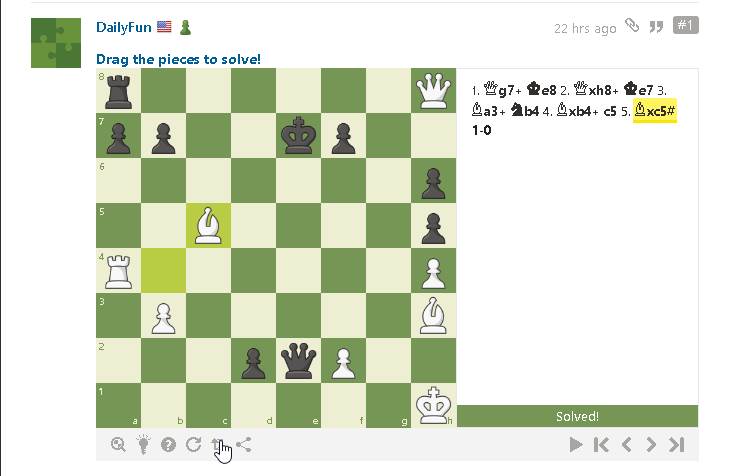 DailyFun
22 hrs ago
#1
Drag the pieces to solve!
8
7
6
5
4
3
2
1
a b c d e f g h
1. ♕g7+ ♚e8 2. ♕xh8+ ♚e7 3.
♗a3+ ♞b4 4. ♗xb4+ c5 5. ♗xc5#
1-0
Solved!